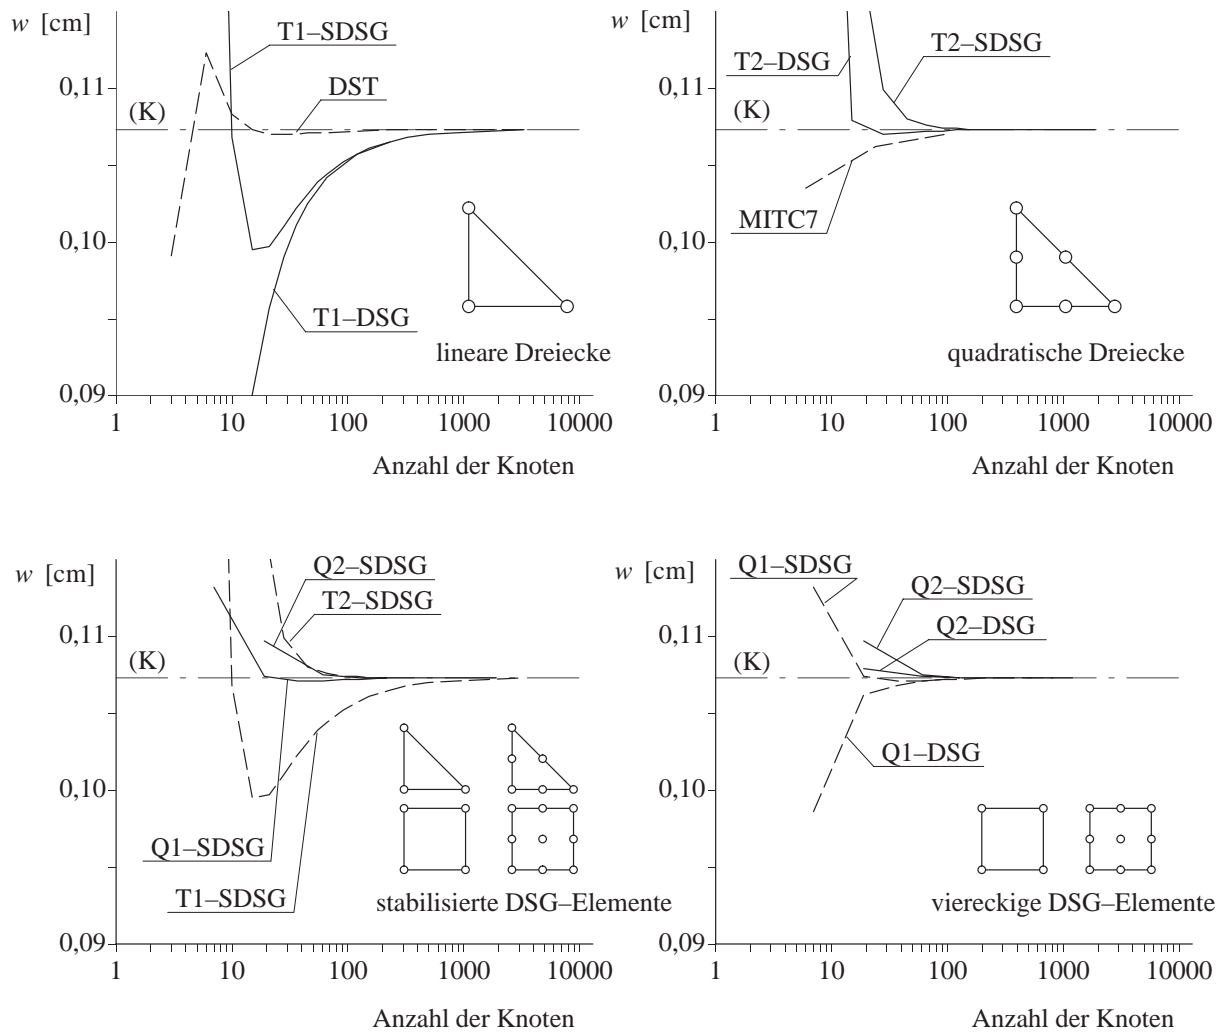 w [cm]
T1–SDSG
DST
0,11
(K)
0,10
T1–DSG
lineare Dreiecke
0,09
1
10
100
1000
10000
Anzahl der Knoten
w [cm]
T2–SDSG
T2–DSG
0,11
(K)
MITC7
0,10
quadratische Dreiecke
0,09
1
10
100
1000
10000
Anzahl der Knoten
w [cm]
Q2–SDSG
T2–SDSG
0,11
(K)
0,10
Q1–SDSG
T1–SDSG
stabilisierte DSG–Elemente
0,09
1
10
100
1000
10000
Anzahl der Knoten
w [cm]
Q1–SDSG
Q2–SDSG
Q2–DSG
0,11
(K)
Q1–DSG
0,10
viereckige DSG–Elemente
0,09
1
10
100
1000
10000
Anzahl der Knoten